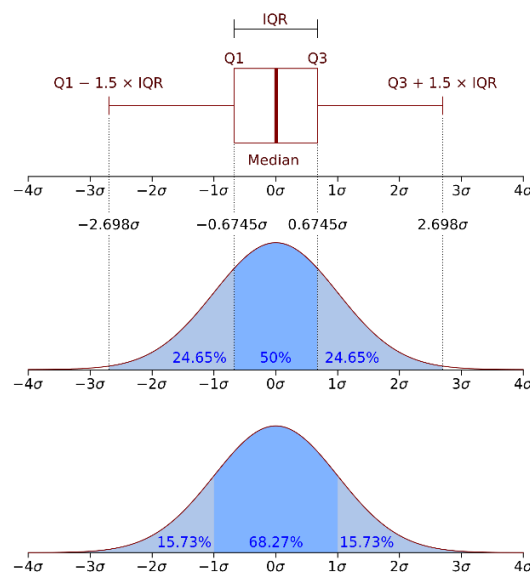 IQR
Q1 Q3
Q1 − 1.5 × IQR Q3 + 1.5 × IQR
Median
−4σ −3σ −2σ −1σ 0σ 1σ 2σ 3σ 4σ
−2.698σ −0.6745σ 0.6745σ 2.698σ
24.65% 50% 24.65%
−4σ −3σ −2σ −1σ 0σ 1σ 2σ 3σ 4σ
15.73% 68.27% 15.73%
−4σ −3σ −2σ −1σ 0σ 1σ 2σ 3σ 4σ